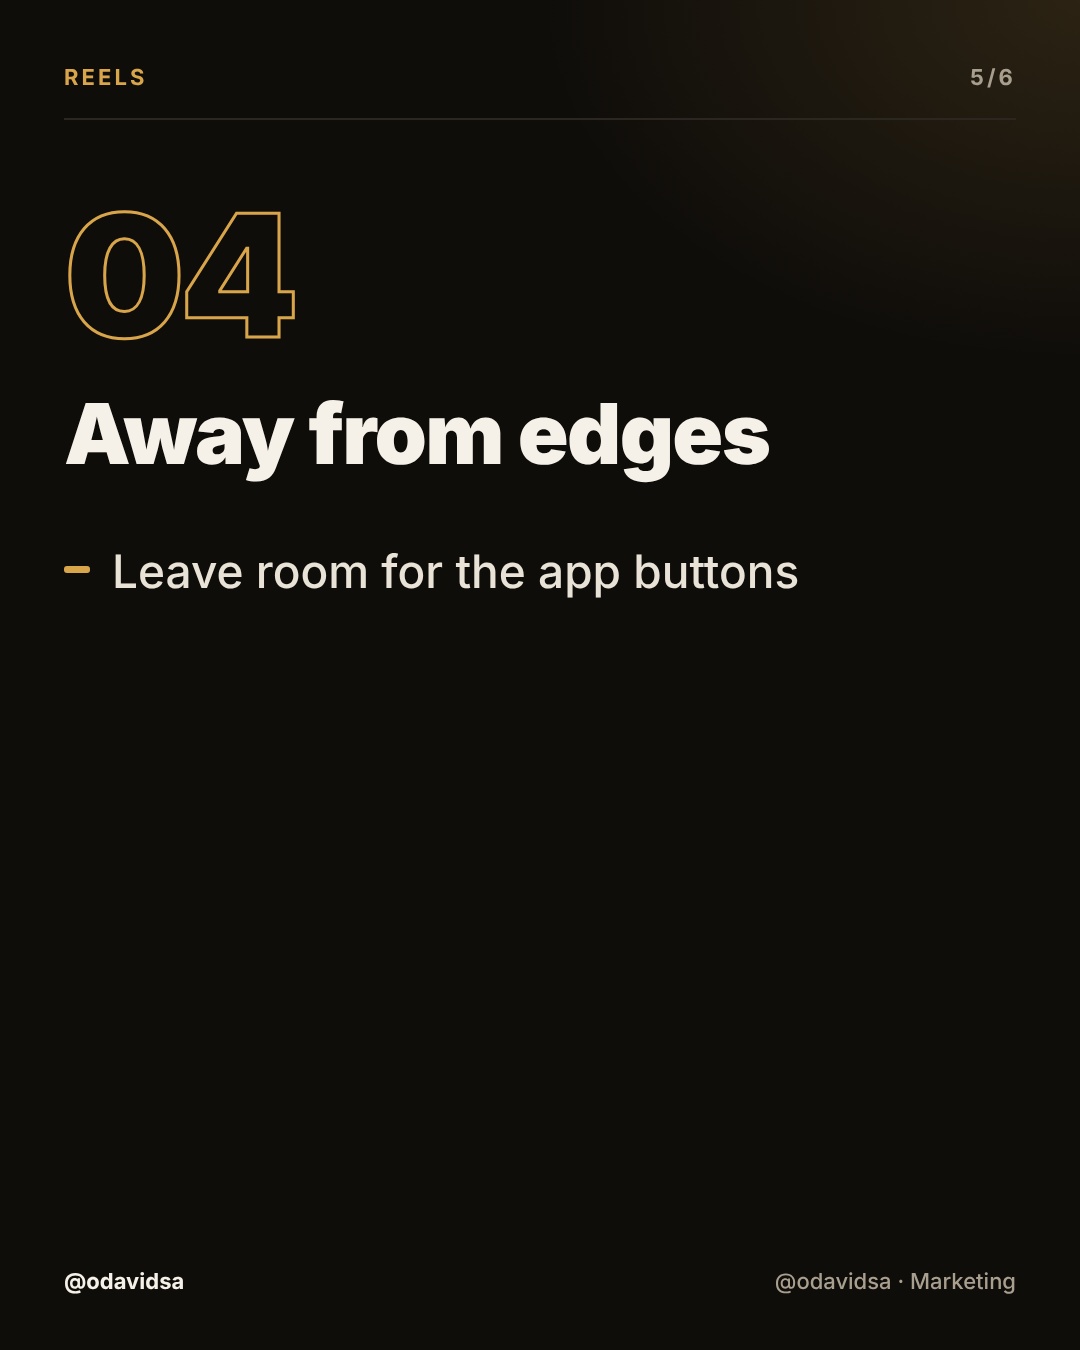 REELS
5/6
04
Away from edges
Leave room for the app buttons
@odavidsa
@odavidsa · Marketing